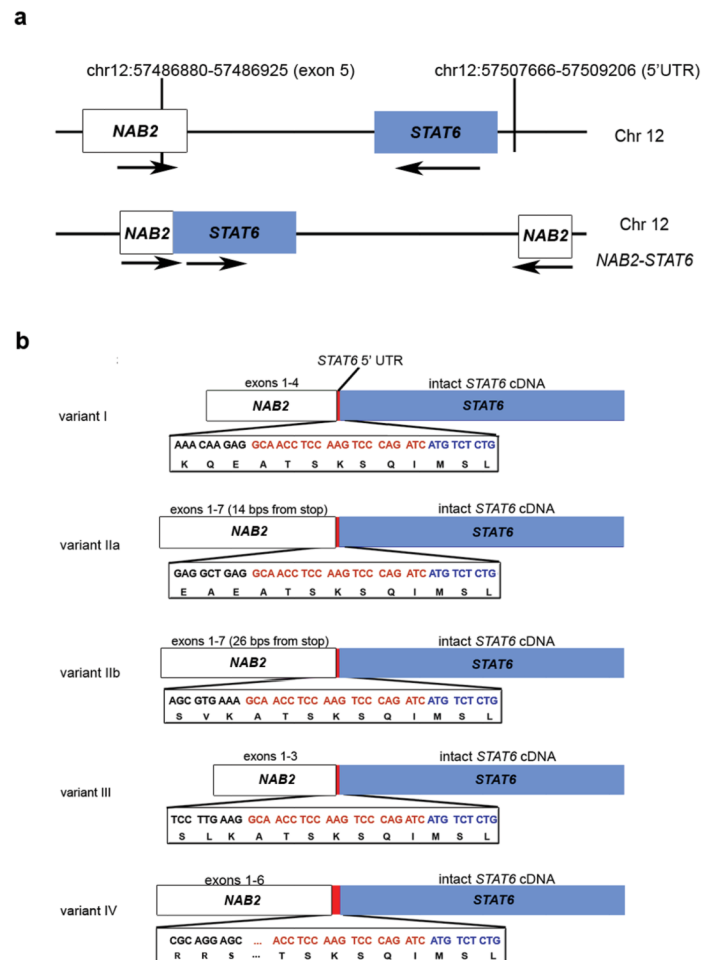 a
chr12:57486880-57486925 (exon 5)
chr12:57507666-57509206 (5'UTR)
NAB2
STAT6
Chr 12
NAB2
STAT6
NAB2
Chr 12
NAB2-STAT6
b
STAT6 5' UTR
exons 1-4
intact STAT6 cDNA
variant I
NAB2
STAT6
AAA CAA GAG GCA ACC TCC AAG TCC CAG ATC ATG TCT CTG
K Q E A T S K S Q I M S L
exons 1-7 (14 bps from stop)
intact STAT6 cDNA
variant IIa
NAB2
STAT6
GAG GCT GAG GCA ACC TCC AAG TCC CAG ATC ATG TCT CTG
E A E A T S K S Q I M S L
exons 1-7 (26 bps from stop)
intact STAT6 cDNA
variant IIb
NAB2
STAT6
AGC GTG AAA GCA ACC TCC AAG TCC CAG ATC ATG TCT CTG
S V K A T S K S Q I M S L
exons 1-3
intact STAT6 cDNA
variant III
NAB2
STAT6
TCC TTG AAG GCA ACC TCC AAG TCC CAG ATC ATG TCT CTG
S L K A T S K S Q I M S L
exons 1-6
intact STAT6 cDNA
variant IV
NAB2
STAT6
CGC AGG AGC ... ACC TCC AAG TCC CAG ATC ATG TCT CTG
R R S ... T S K S Q I M S L